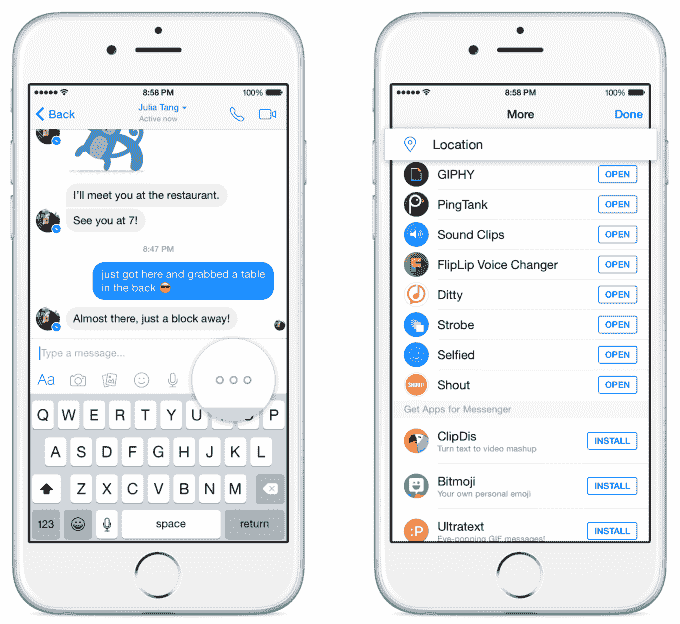 8:58 PM
100%
Back
Julia Tang
Active now
I'll meet you at the restaurant.
See you at 7!
8:47 PM
just got here and grabbed a table
in the back 😎
Almost there, just a block away!
Type a message...
Aa
Q W E R T Y U P
A S D F G H J K L
Z X C V B N M
123
space
return
8:58 PM
100%
More
Done
Location
GIPHY
OPEN
PingTank
OPEN
Sound Clips
OPEN
FlipLip Voice Changer
OPEN
Ditty
OPEN
Strobe
OPEN
Selfied
OPEN
SHOUT
Shout
OPEN
Get Apps for Messenger
ClipDis
Turn text to video mashup
INSTALL
Bitmoji
Your own personal emoji
INSTALL
:P
Ultratext
Eye-popping GIF messages!
INSTALL